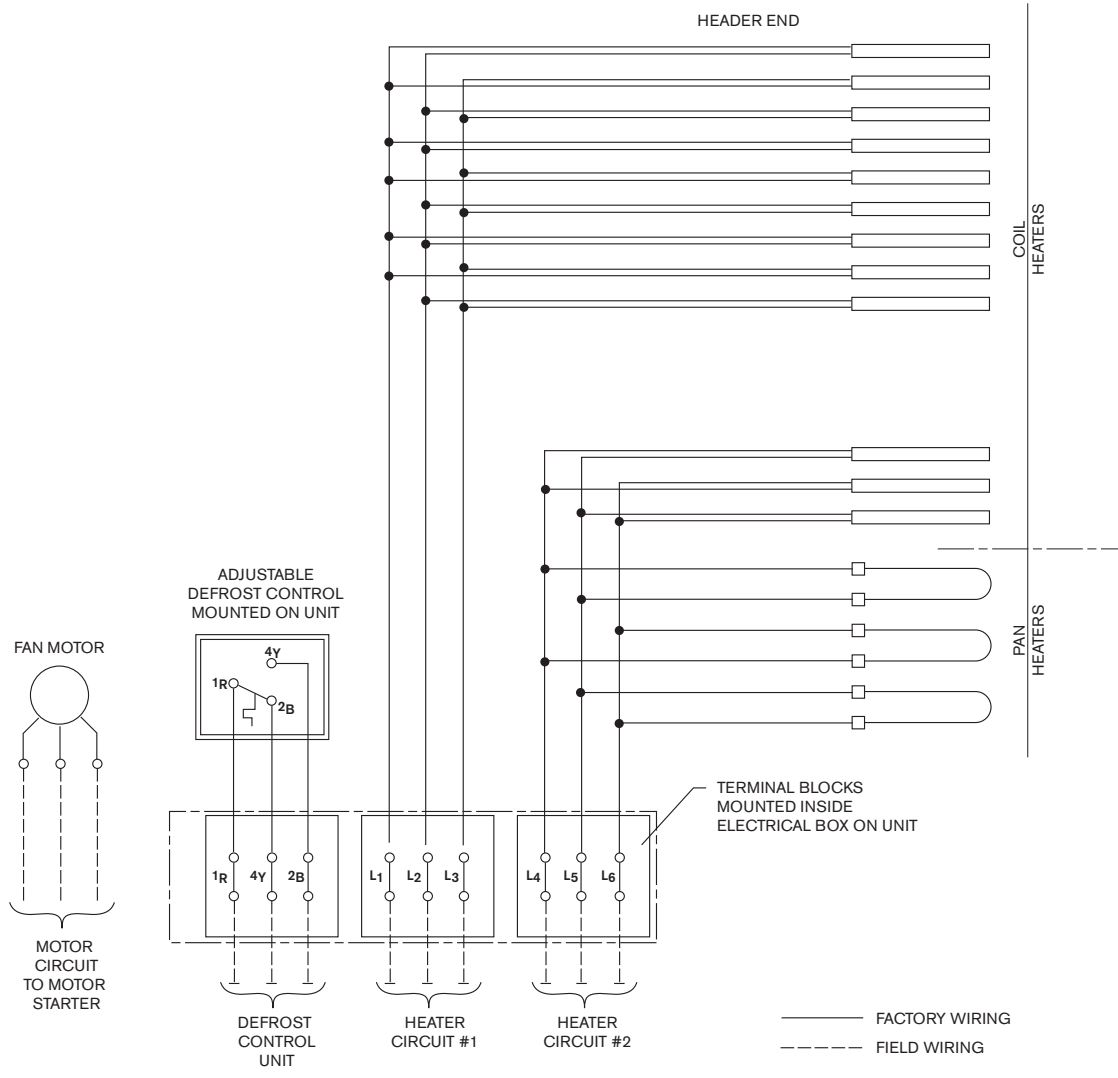 HEADER END
COIL
HEATERS
PAN
HEATERS
ADJUSTABLE
DEFROST CONTROL
MOUNTED ON UNIT
4Y
1R
2B
FAN MOTOR
TERMINAL BLOCKS
MOUNTED INSIDE
ELECTRICAL BOX ON UNIT
1R 4Y 2B
L1 L2 L3
L4 L5 L6
MOTOR
CIRCUIT
TO MOTOR
STARTER
DEFROST
CONTROL
UNIT
HEATER
CIRCUIT #1
HEATER
CIRCUIT #2
FACTORY WIRING
FIELD WIRING